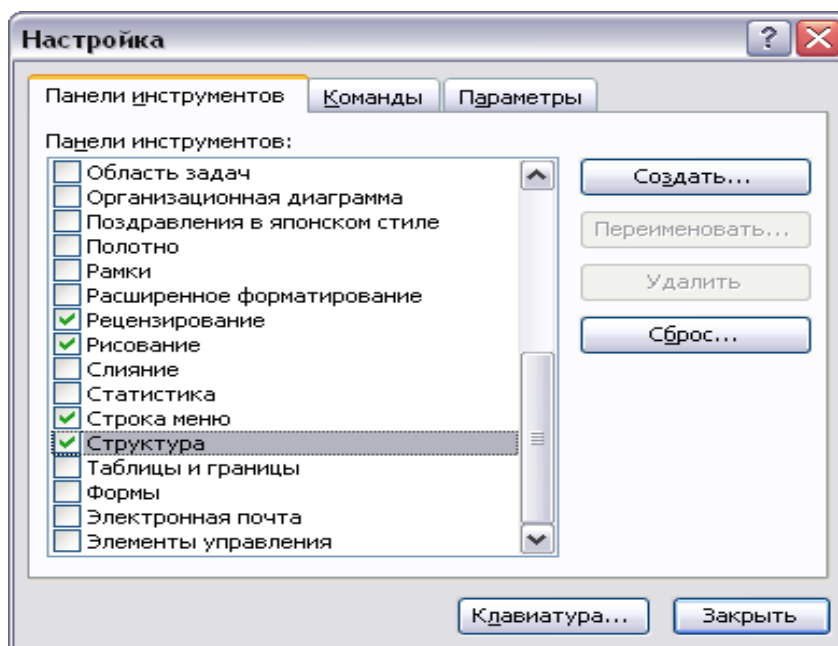 Настройка
Панели инструментов Команды Параметры
Панели инструментов:
Область задач
Организационная диаграмма
Поздравления в японском стиле
Полотно
Рамки
Расширенное форматирование
Рецензирование
Рисование
Слияние
Статистика
Строка меню
Структура
Таблицы и границы
Формы
Электронная почта
Элементы управления
Создать...
Переименовать...
Удалить
Сброс...
Клавиатура... Закрыть